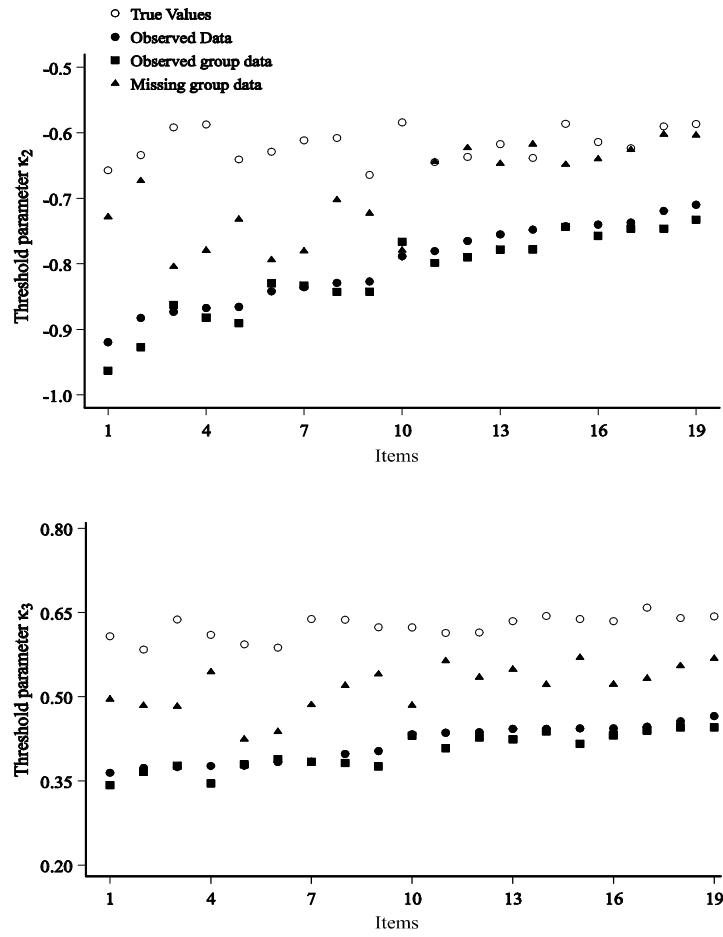 True Values
Observed Data
Observed group data
Missing group data
Threshold parameter κ2
-0.5
-0.6
-0.7
-0.8
-0.9
-1.0
1 4 7 10 13 16 19
Items
Threshold parameter κ3
0.80
0.65
0.50
0.35
0.20
1 4 7 10 13 16 19
Items